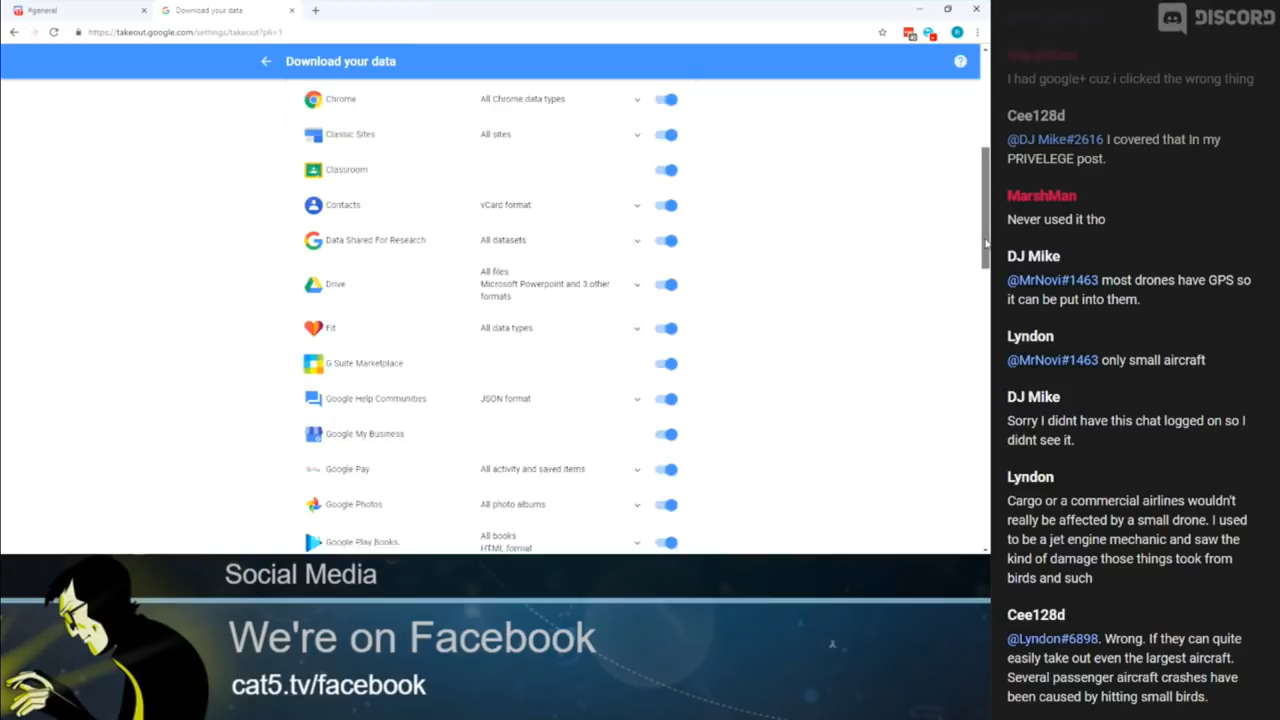 #general
Download your data
https://takeout.google.com/settings/takeout?pli=1
Download your data
Chrome
All Chrome data types
Classic Sites
All sites
Classroom
Contacts
vCard format
Data Shared For Research
All datasets
Drive
All files
Microsoft Powerpoint and 3 other
formats
Fit
All data types
G Suite Marketplace
Google Help Communities
JSON format
Google My Business
Google Pay
All activity and saved items
Google Photos
All photo albums
Google Play Books
All books
HTML format
Social Media
We're on Facebook
cat5.tv/facebook
DISCORD
MarshMan
I had google+ cuz i clicked the wrong thing
Cee128d
@DJ Mike#2616 I covered that In my
PRIVELEGE post.
MarshMan
Never used it tho
DJ Mike
@MrNovi#1463 most drones have GPS so
it can be put into them.
Lyndon
@MrNovi#1463 only small aircraft
DJ Mike
Sorry I didnt have this chat logged on so I
didnt see it.
Lyndon
Cargo or a commercial airlines wouldn't
really be affected by a small drone. I used
to be a jet engine mechanic and saw the
kind of damage those things took from
birds and such
Cee128d
@Lyndon#6898. Wrong. If they can quite
easily take out even the largest aircraft.
Several passenger aircraft crashes have
been caused by hitting small birds.